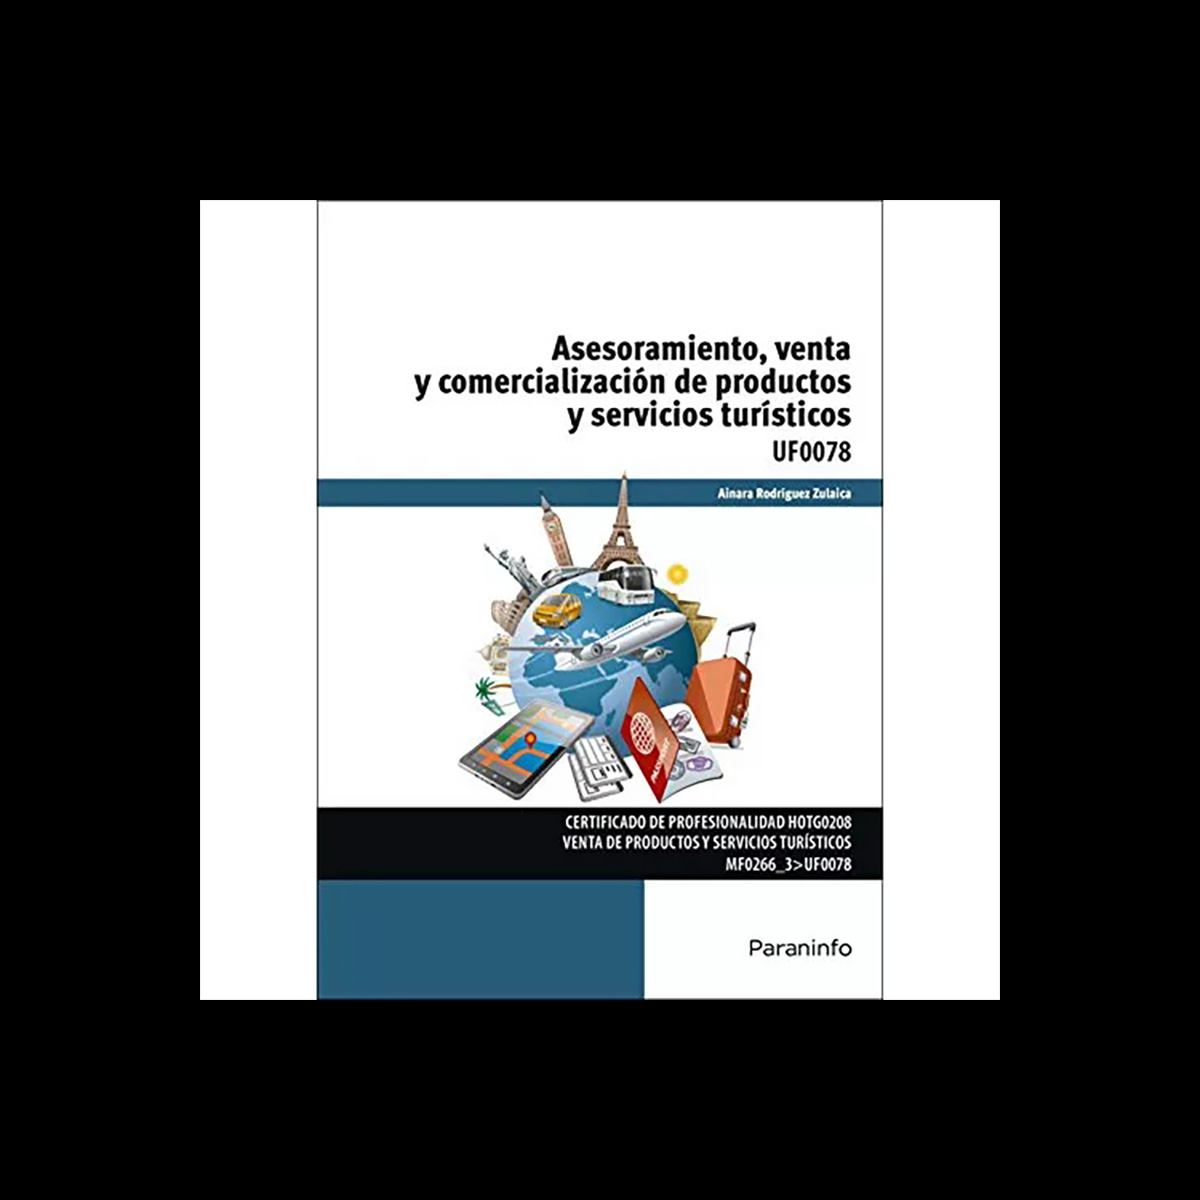 Asesoramiento, venta
y comercialización de productos
y servicios turísticos
UF0078
Ainara Rodríguez Zulaica
PASSPORT
CERTIFICADO DE PROFESIONALIDAD HOTG0208
VENTA DE PRODUCTOS Y SERVICIOS TURÍSTICOS
MF0266_3>UF0078
Paraninfo